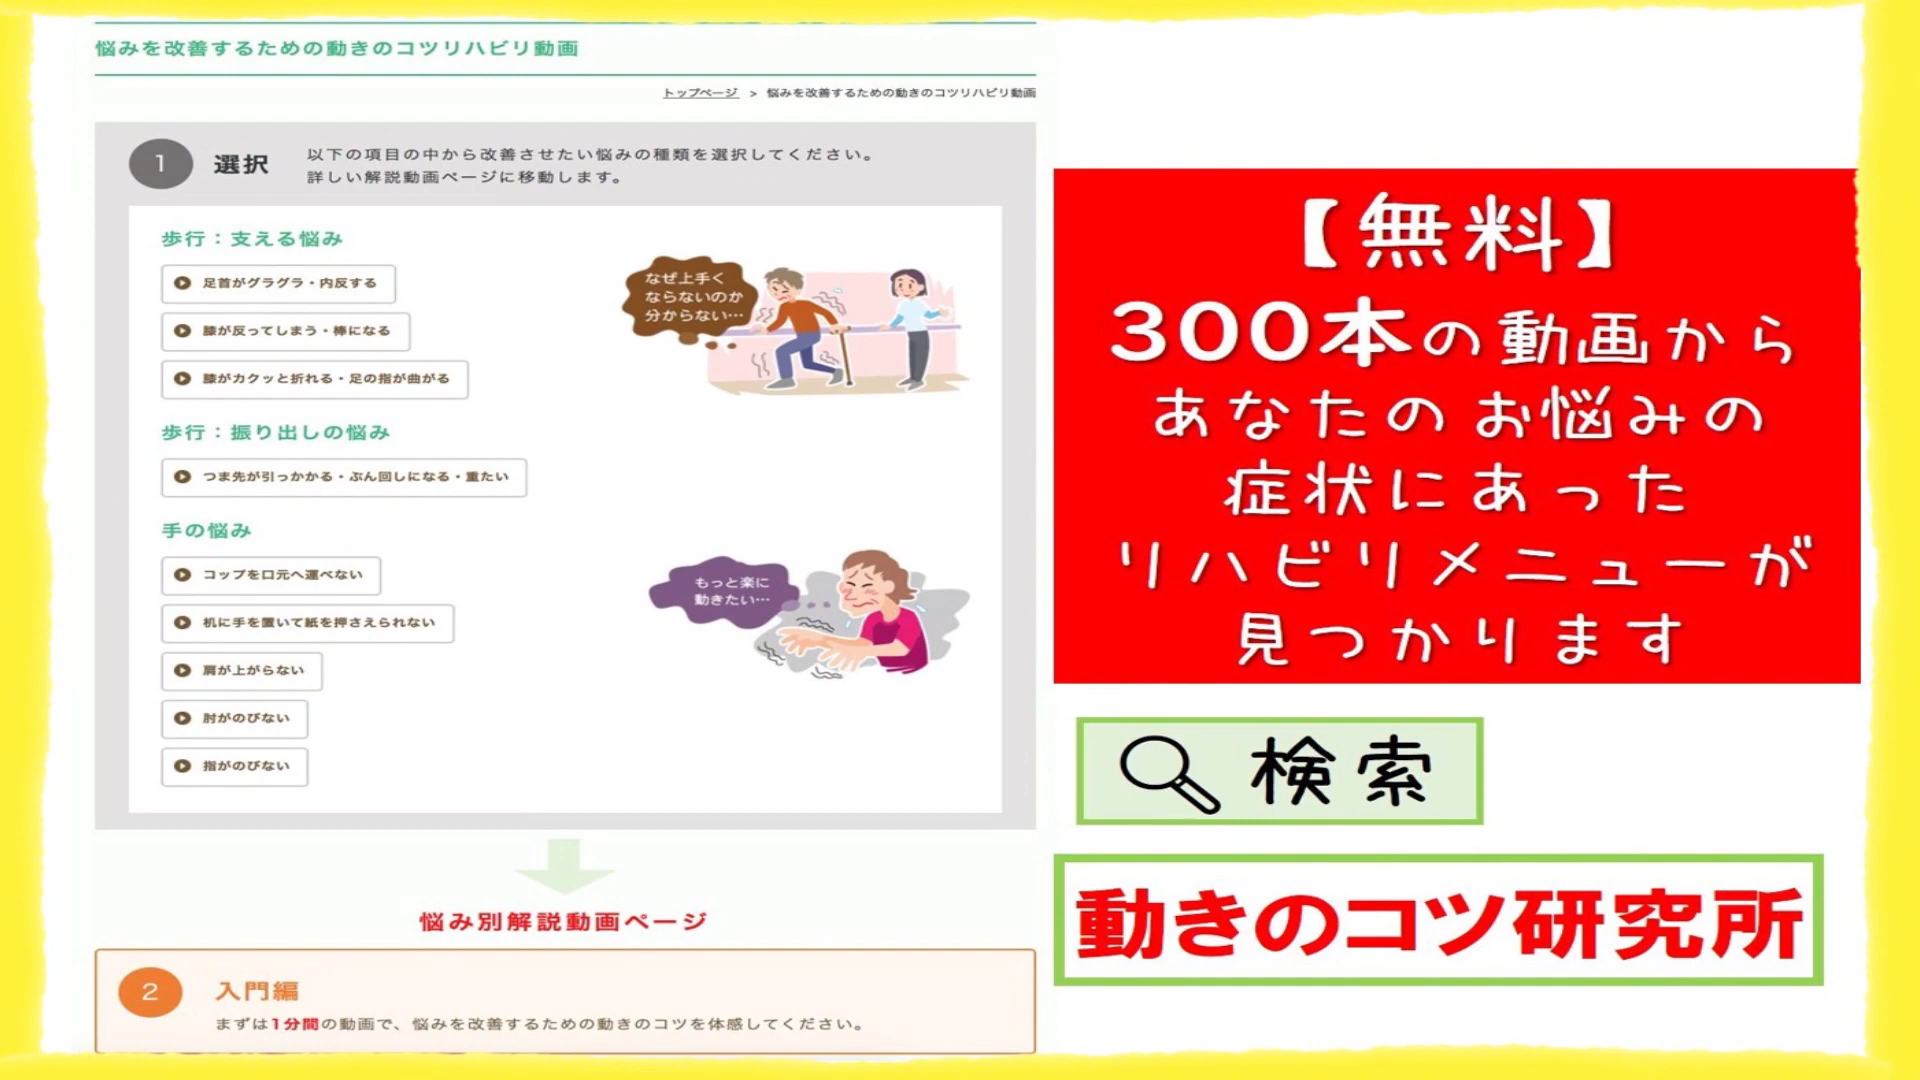 悩みを改善するための動きのコツリハビリ動画
トップページ > 悩みを改善するための動きのコツリハビリ動画
1 選択
以下の項目の中から改善させたい悩みの種類を選択してください。
詳しい解説動画ページに移動します。
歩行：支える悩み
足首がグラグラ・内反する
膝が反ってしまう・棒になる
膝がカクッと折れる・足の指が曲がる
なぜ上手く
ならないのか
分からない…
歩行：振り出しの悩み
つま先が引っかかる・ぶん回しになる・重たい
手の悩み
コップを口元へ運べない
机に手を置いて紙を押さえられない
肩が上がらない
肘がのびない
指がのびない
もっと楽に
動きたい…
悩み別解説動画ページ
2 入門編
まずは1分間の動画で、悩みを改善するための動きのコツを体感してください。
【無料】
300本の動画から
あなたのお悩みの
症状にあった
リハビリメニューが
見つかります
検索
動きのコツ研究所